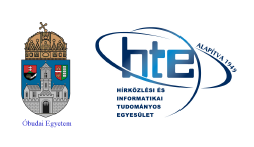 hte
ALAPÍTVA 1949
HÍRKÖZLÉSI ÉS
INFORMATIKAI
TUDOMÁNYOS
EGYESÜLET
Óbudai Egyetem